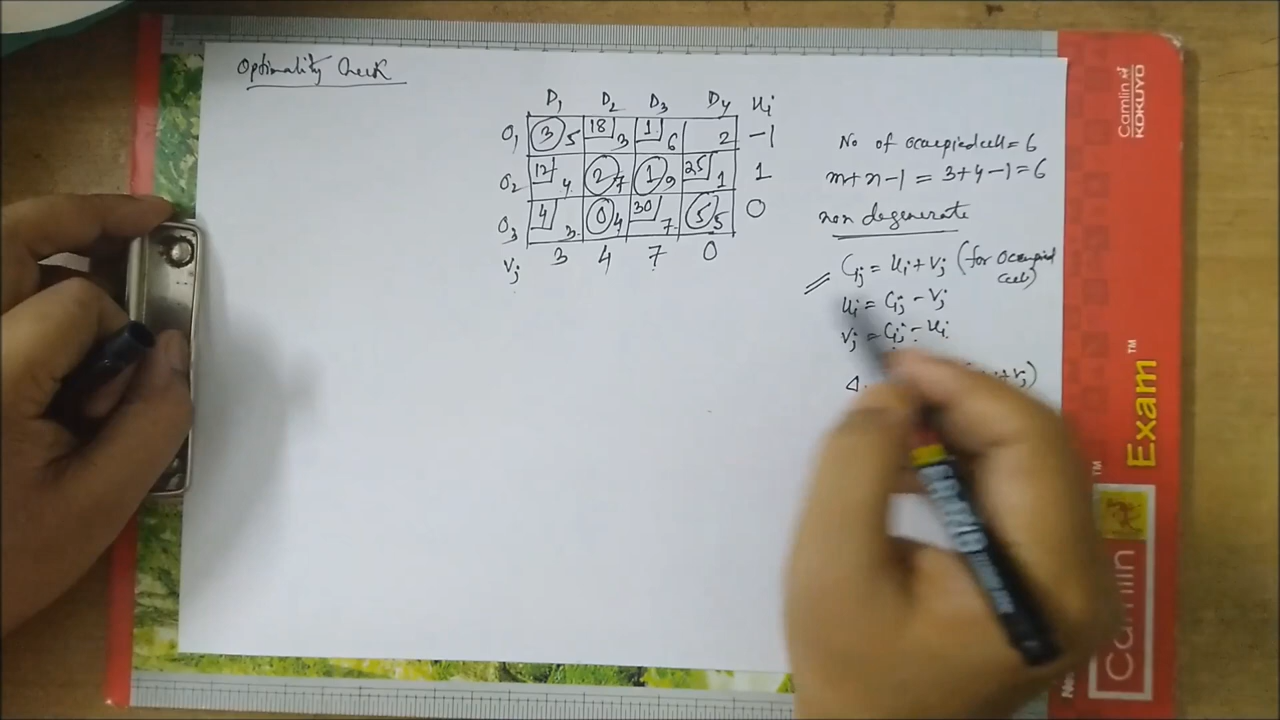 Optimality Check
D1 D2 D3 D4 ui
O1 3 5 18 3 1 6 2 -1
O2 12 4 2 7 1 9 25 1 1
O3 4 3 0 4 30 7 5 5 0
Vj 3 4 7 0
No of occupied cell = 6
m+n-1 = 3+4-1 = 6
non degenerate
Cij = ui + vj (for occupied cell)
ui = Cij - vj
vj = Cij - ui
Camlin
KOKUYO
Exam™
Camlin